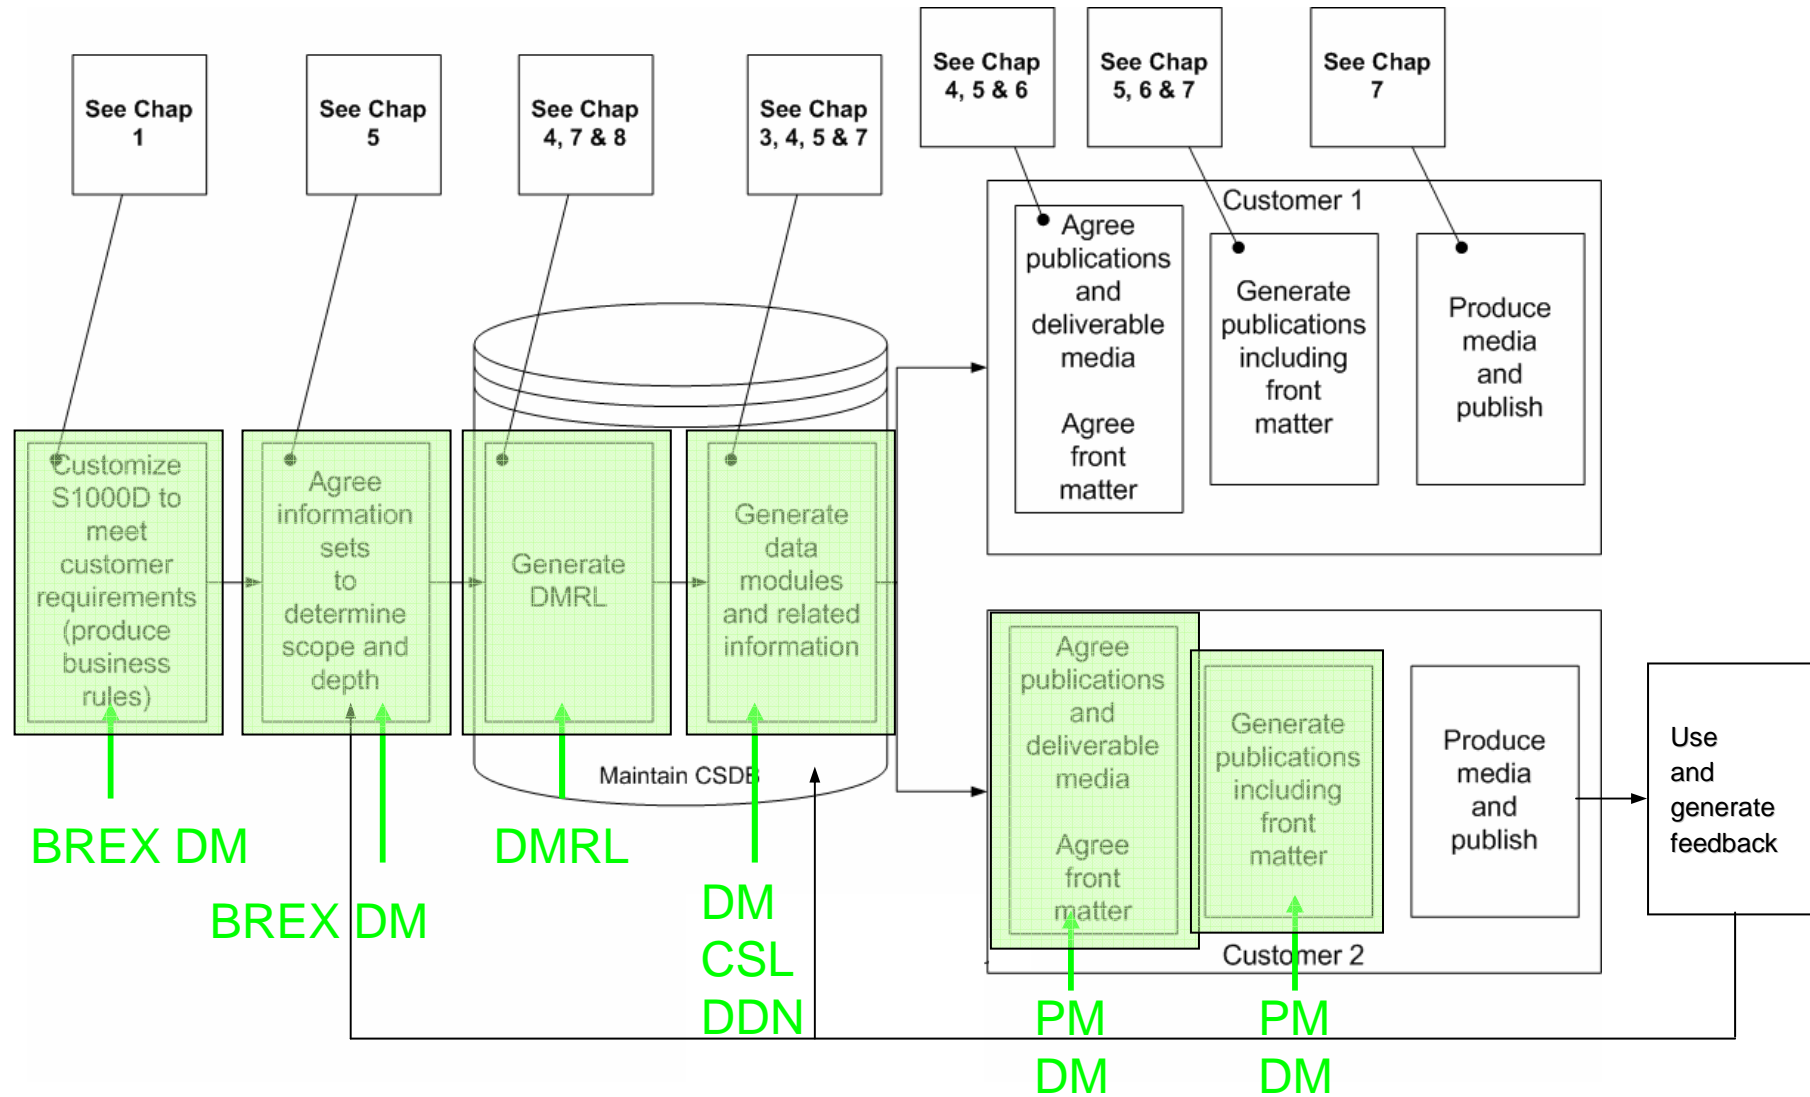 See Chap
1
See Chap
5
See Chap
4, 7 & 8
See Chap
3, 4, 5 & 7
See Chap
4, 5 & 6
See Chap
5, 6 & 7
See Chap
7
Customer 1
Agree
publications
and
deliverable
media
Agree
front
matter
Generate
publications
including
front
matter
Produce
media
and
publish
Customize
S1000D to
meet
customer
requirements
(produce
business
rules)
Agree
information
sets
to
determine
scope and
depth
Generate
DMRL
Generate
data
modules
and related
information
Maintain CSDB
Agree
publications
and
deliverable
media
Agree
front
matter
Generate
publications
including
front
matter
Produce
media
and
publish
Customer 2
Use
and
generate
feedback
BREX DM
BREX DM
DMRL
DM
CSL
DDN
PM
DM
PM
DM